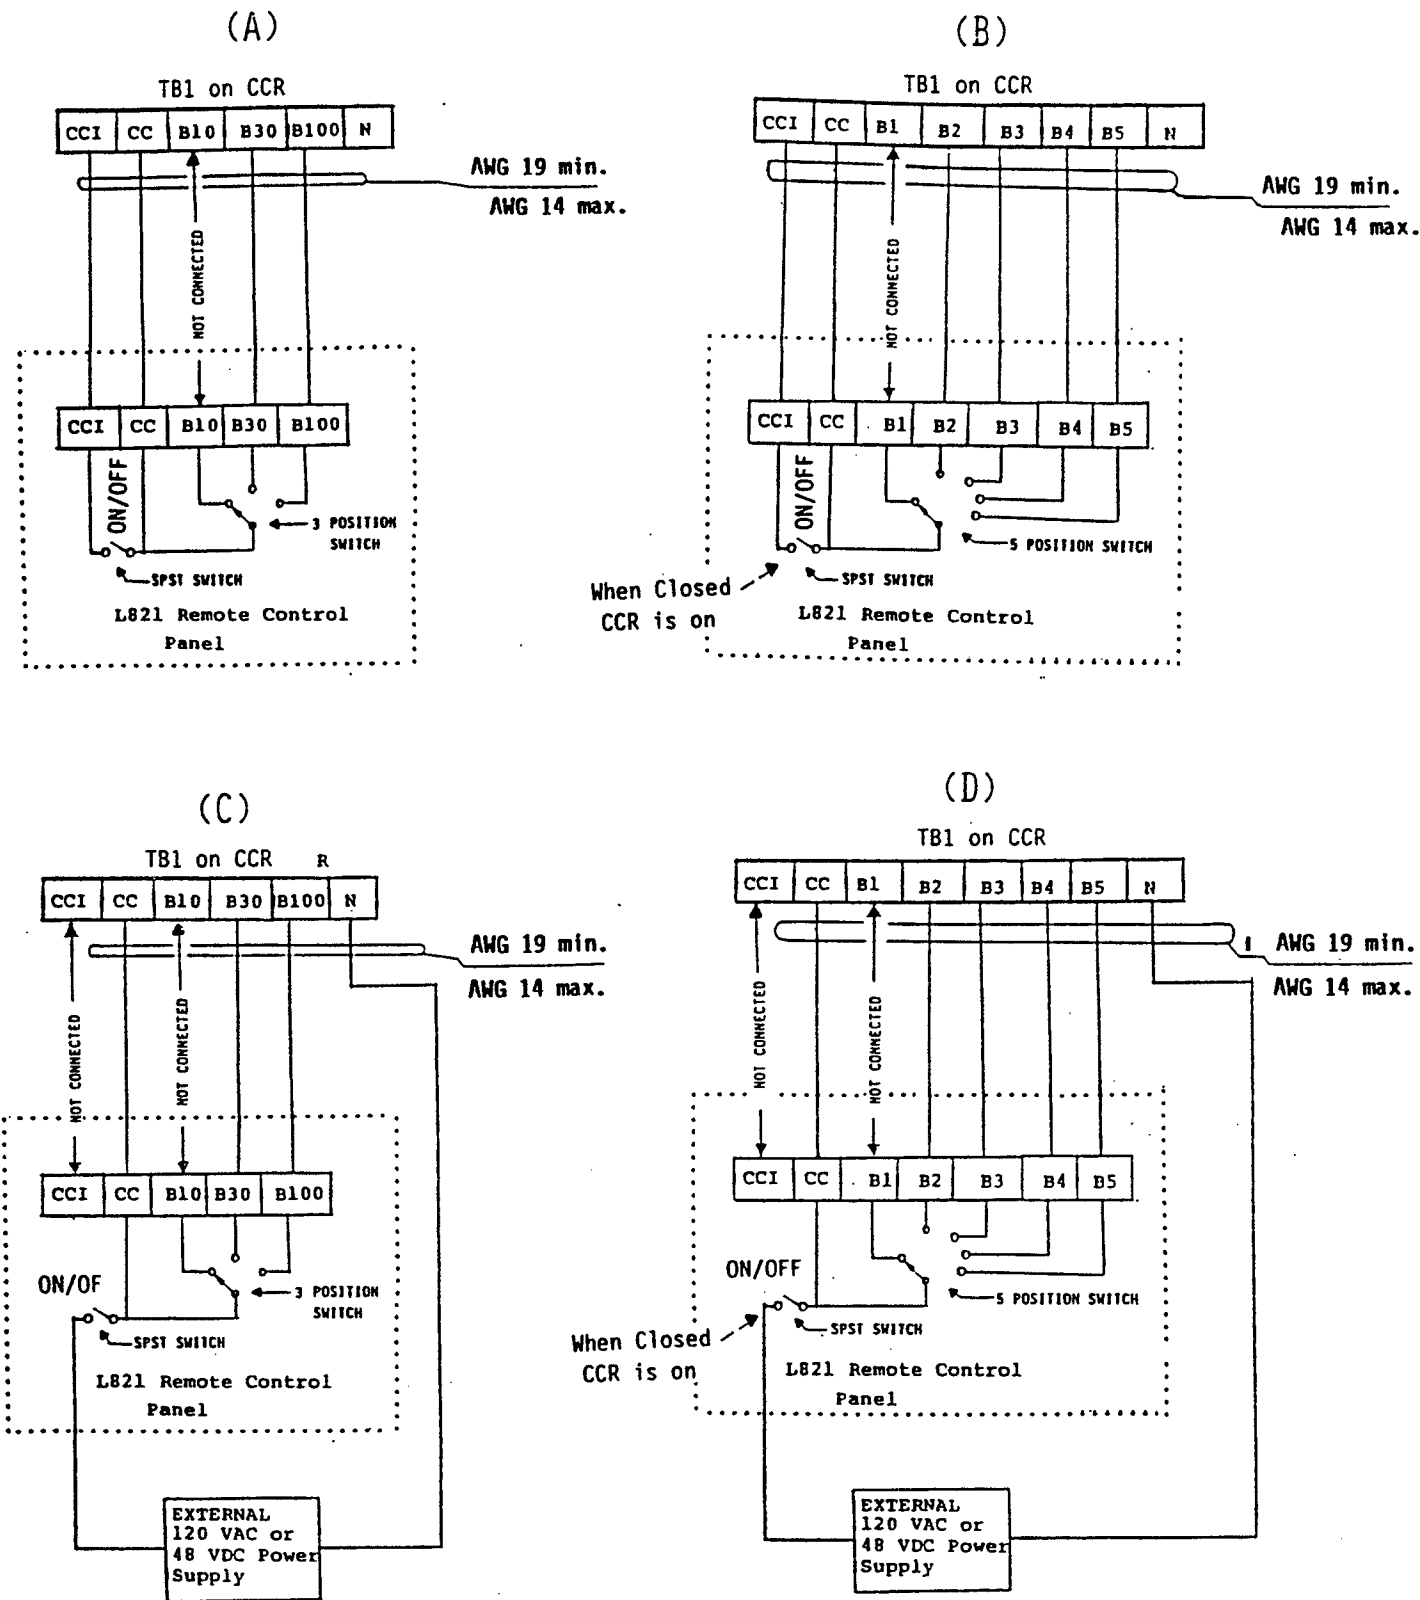 (A)
TB1 on CCR
CCI CC B10 B30 B100 N
AWG 19 min.
AWG 14 max.
NOT CONNECTED
CCI CC B10 B30 B100
ON/OFF
3 POSITION
SWITCH
SPST SWITCH
L821 Remote Control
Panel
(B)
TB1 on CCR
CCI CC B1 B2 B3 B4 B5 N
AWG 19 min.
AWG 14 max.
NOT CONNECTED
CCI CC B1 B2 B3 B4 B5
ON/OFF
5 POSITION SWITCH
SPST SWITCH
When Closed
CCR is on
L821 Remote Control
Panel
(C)
TB1 on CCR R
CCI CC B10 B30 B100 N
AWG 19 min.
AWG 14 max.
NOT CONNECTED
NOT CONNECTED
CCI CC B10 B30 B100
ON/OF
3 POSITION
SWITCH
SPST SWITCH
L821 Remote Control
Panel
EXTERNAL
120 VAC or
48 VDC Power
Supply
(D)
TB1 on CCR
CCI CC B1 B2 B3 B4 B5 N
AWG 19 min.
AWG 14 max.
NOT CONNECTED
NOT CONNECTED
CCI CC B1 B2 B3 B4 B5
ON/OFF
5 POSITION SWITCH
SPST SWITCH
When Closed
CCR is on
L821 Remote Control
Panel
EXTERNAL
120 VAC or
48 VDC Power
Supply